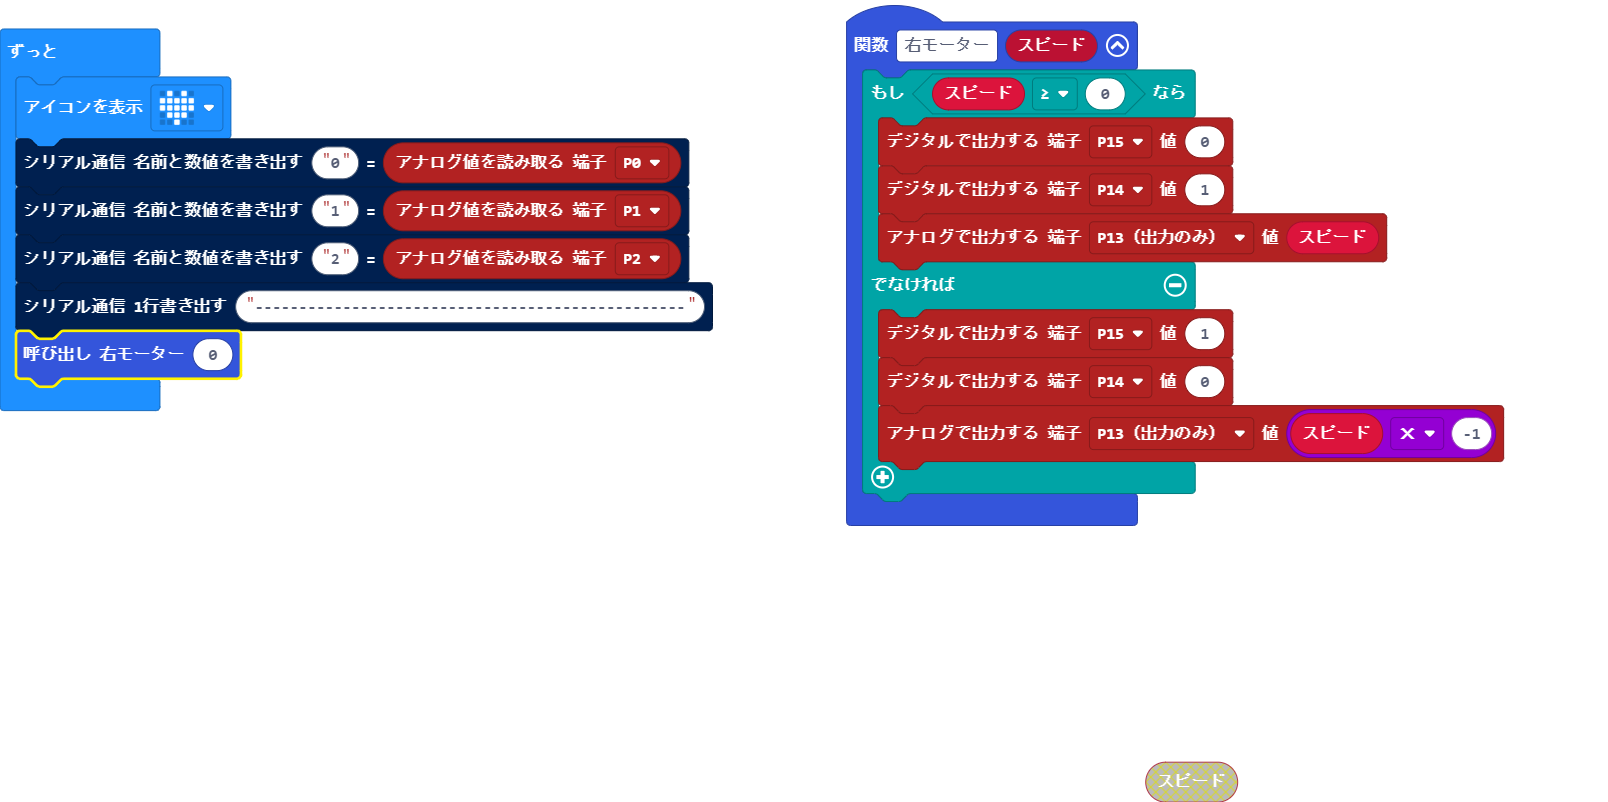 ずっと
アイコンを表示
シリアル通信 名前と数値を書き出す "0" = アナログ値を読み取る 端子 P0
シリアル通信 名前と数値を書き出す "1" = アナログ値を読み取る 端子 P1
シリアル通信 名前と数値を書き出す "2" = アナログ値を読み取る 端子 P2
シリアル通信 1行書き出す "-------------------------------------------------"
呼び出し 右モーター 0
関数 右モーター スピード
もし スピード ≥ 0 なら
デジタルで出力する 端子 P15 値 0
デジタルで出力する 端子 P14 値 1
アナログで出力する 端子 P13（出力のみ） 値 スピード
でなければ
デジタルで出力する 端子 P15 値 1
デジタルで出力する 端子 P14 値 0
アナログで出力する 端子 P13（出力のみ） 値 スピード × -1
スピード